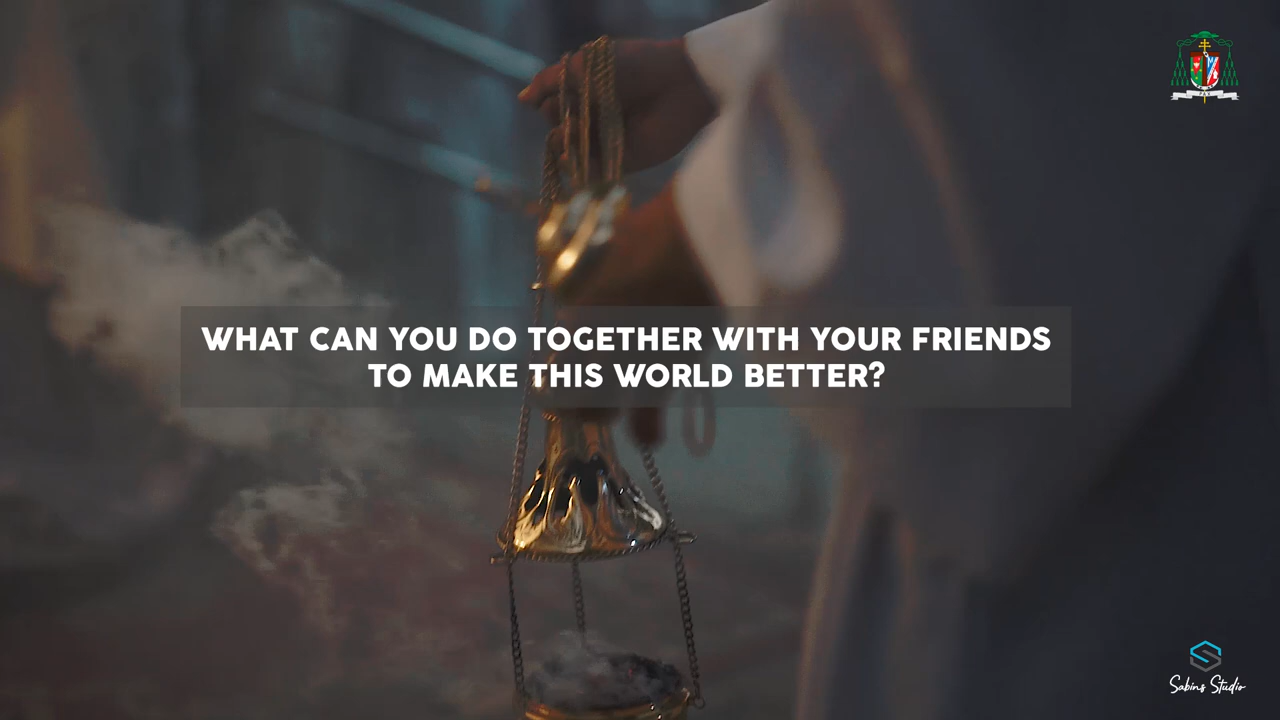 WHAT CAN YOU DO TOGETHER WITH YOUR FRIENDS
TO MAKE THIS WORLD BETTER?
Sabins Studio